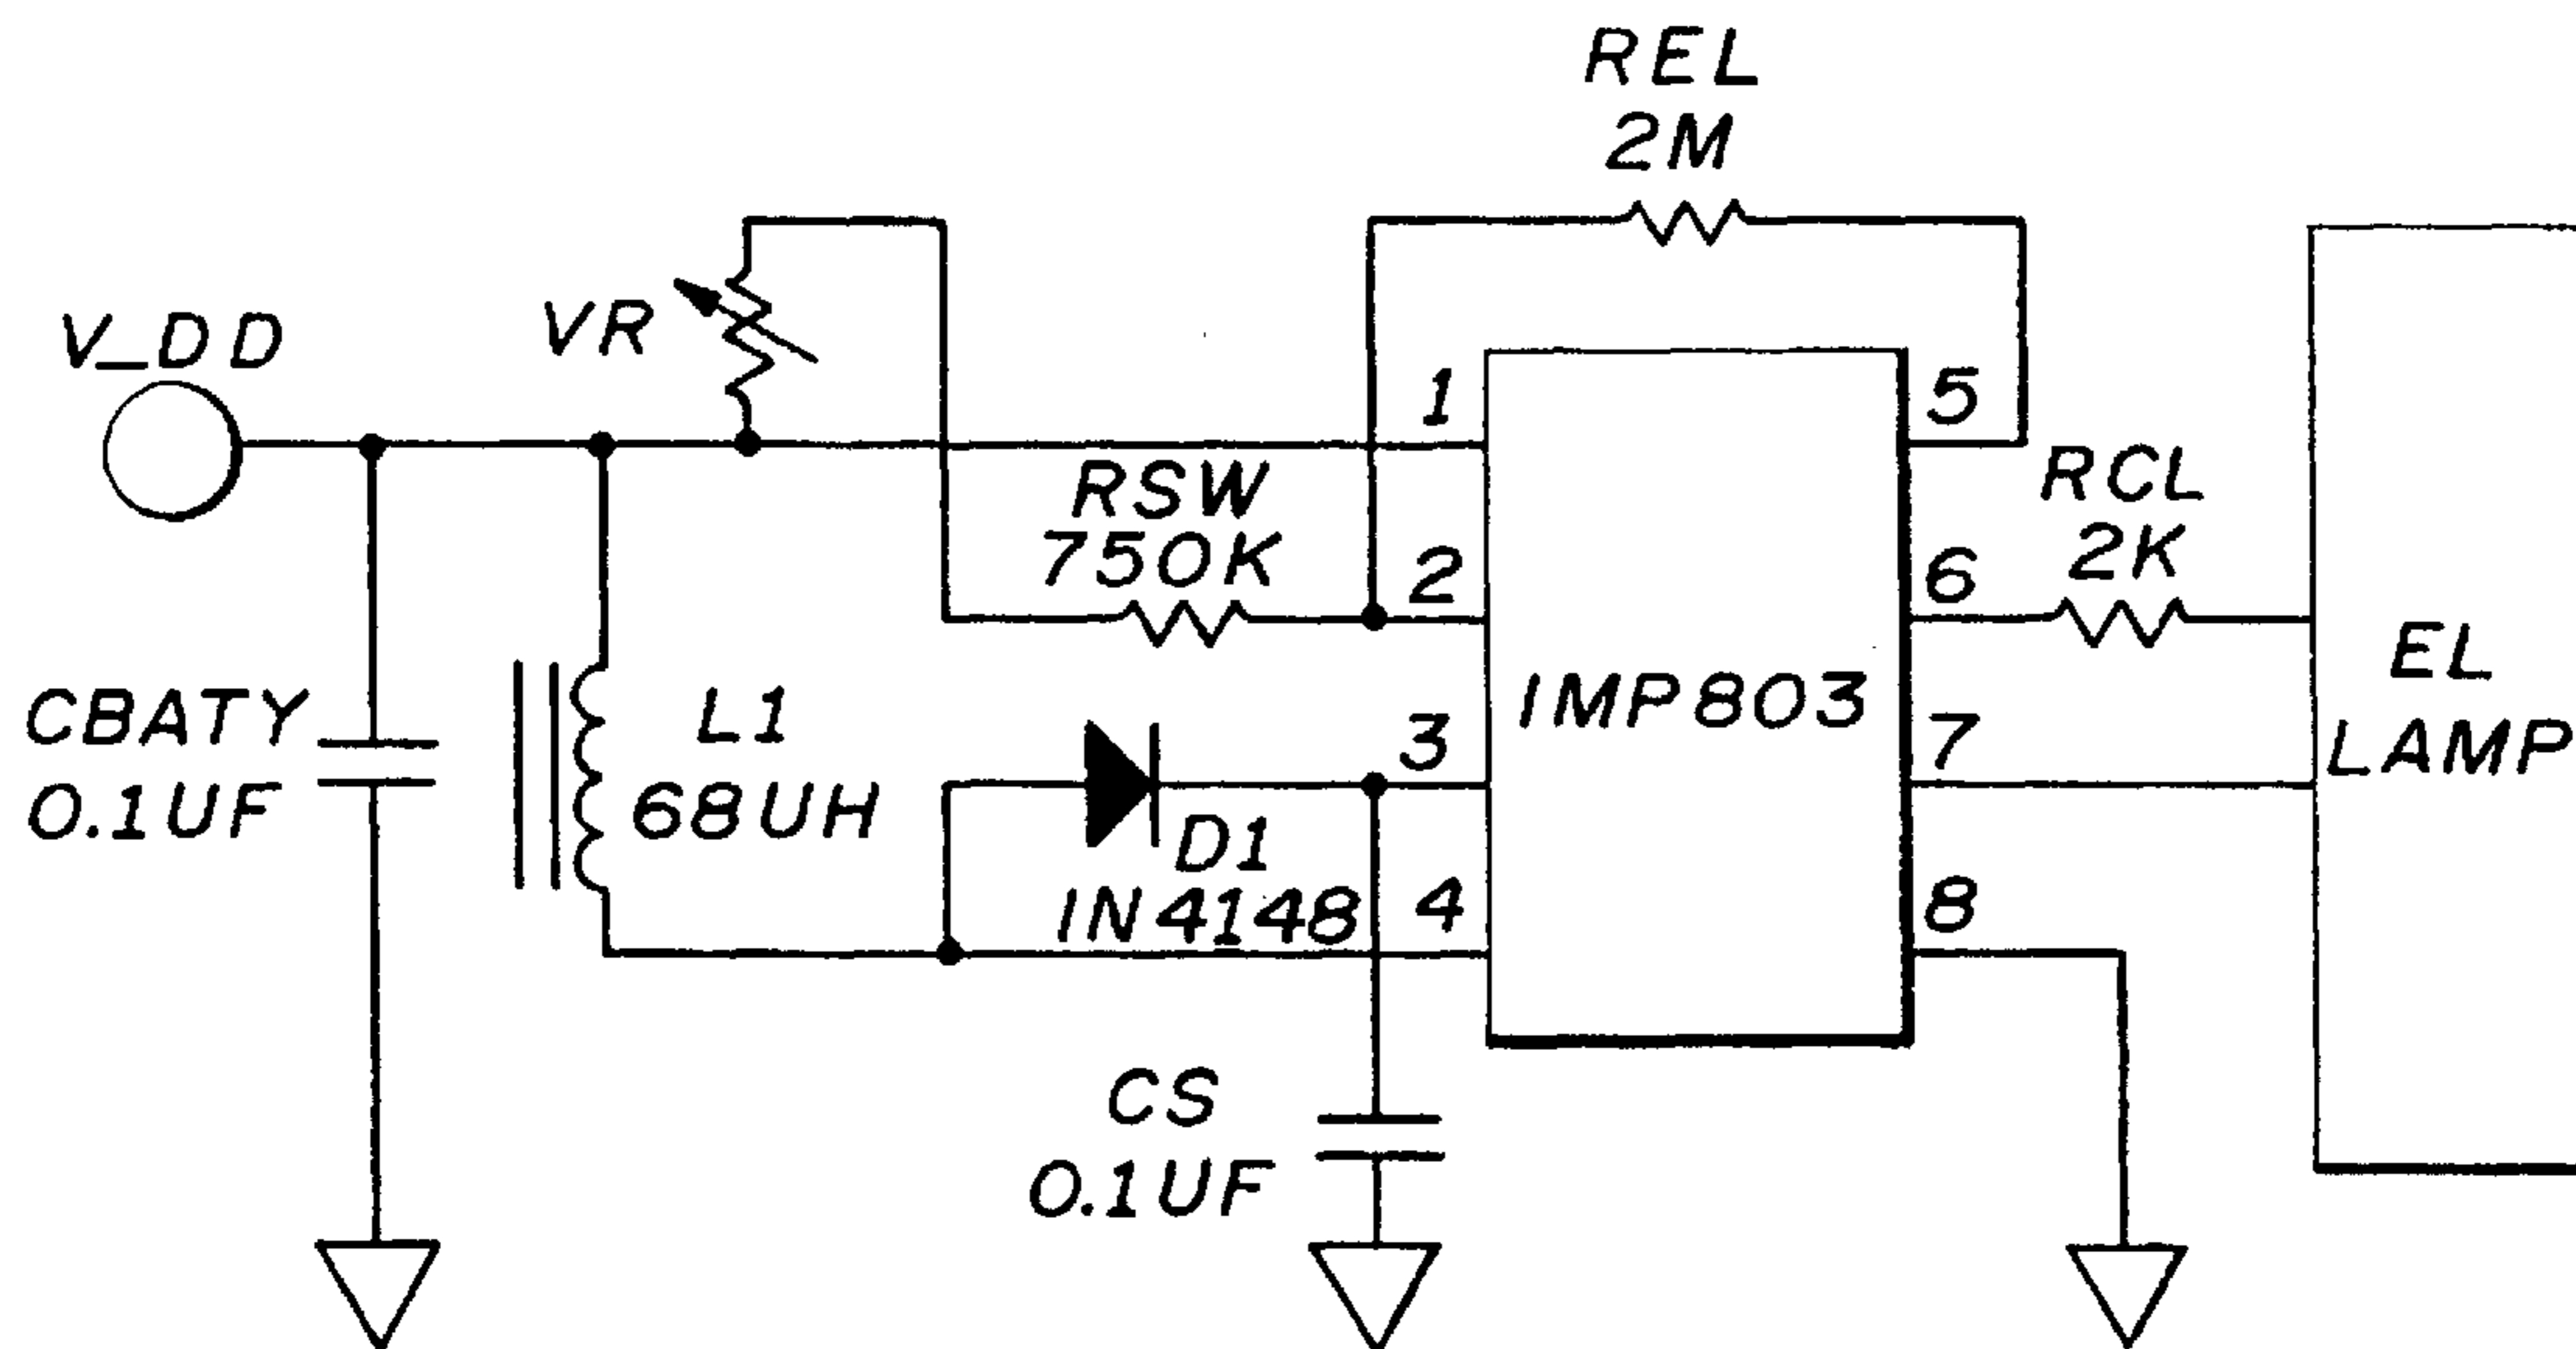 REL
2M
V_DD
VR
1
5
RSW
750K
RCL
2K
2
6
IMP803
EL
LAMP
CBATY
0.1UF
L1
68UH
3
7
D1
IN4148
4
8
CS
0.1UF